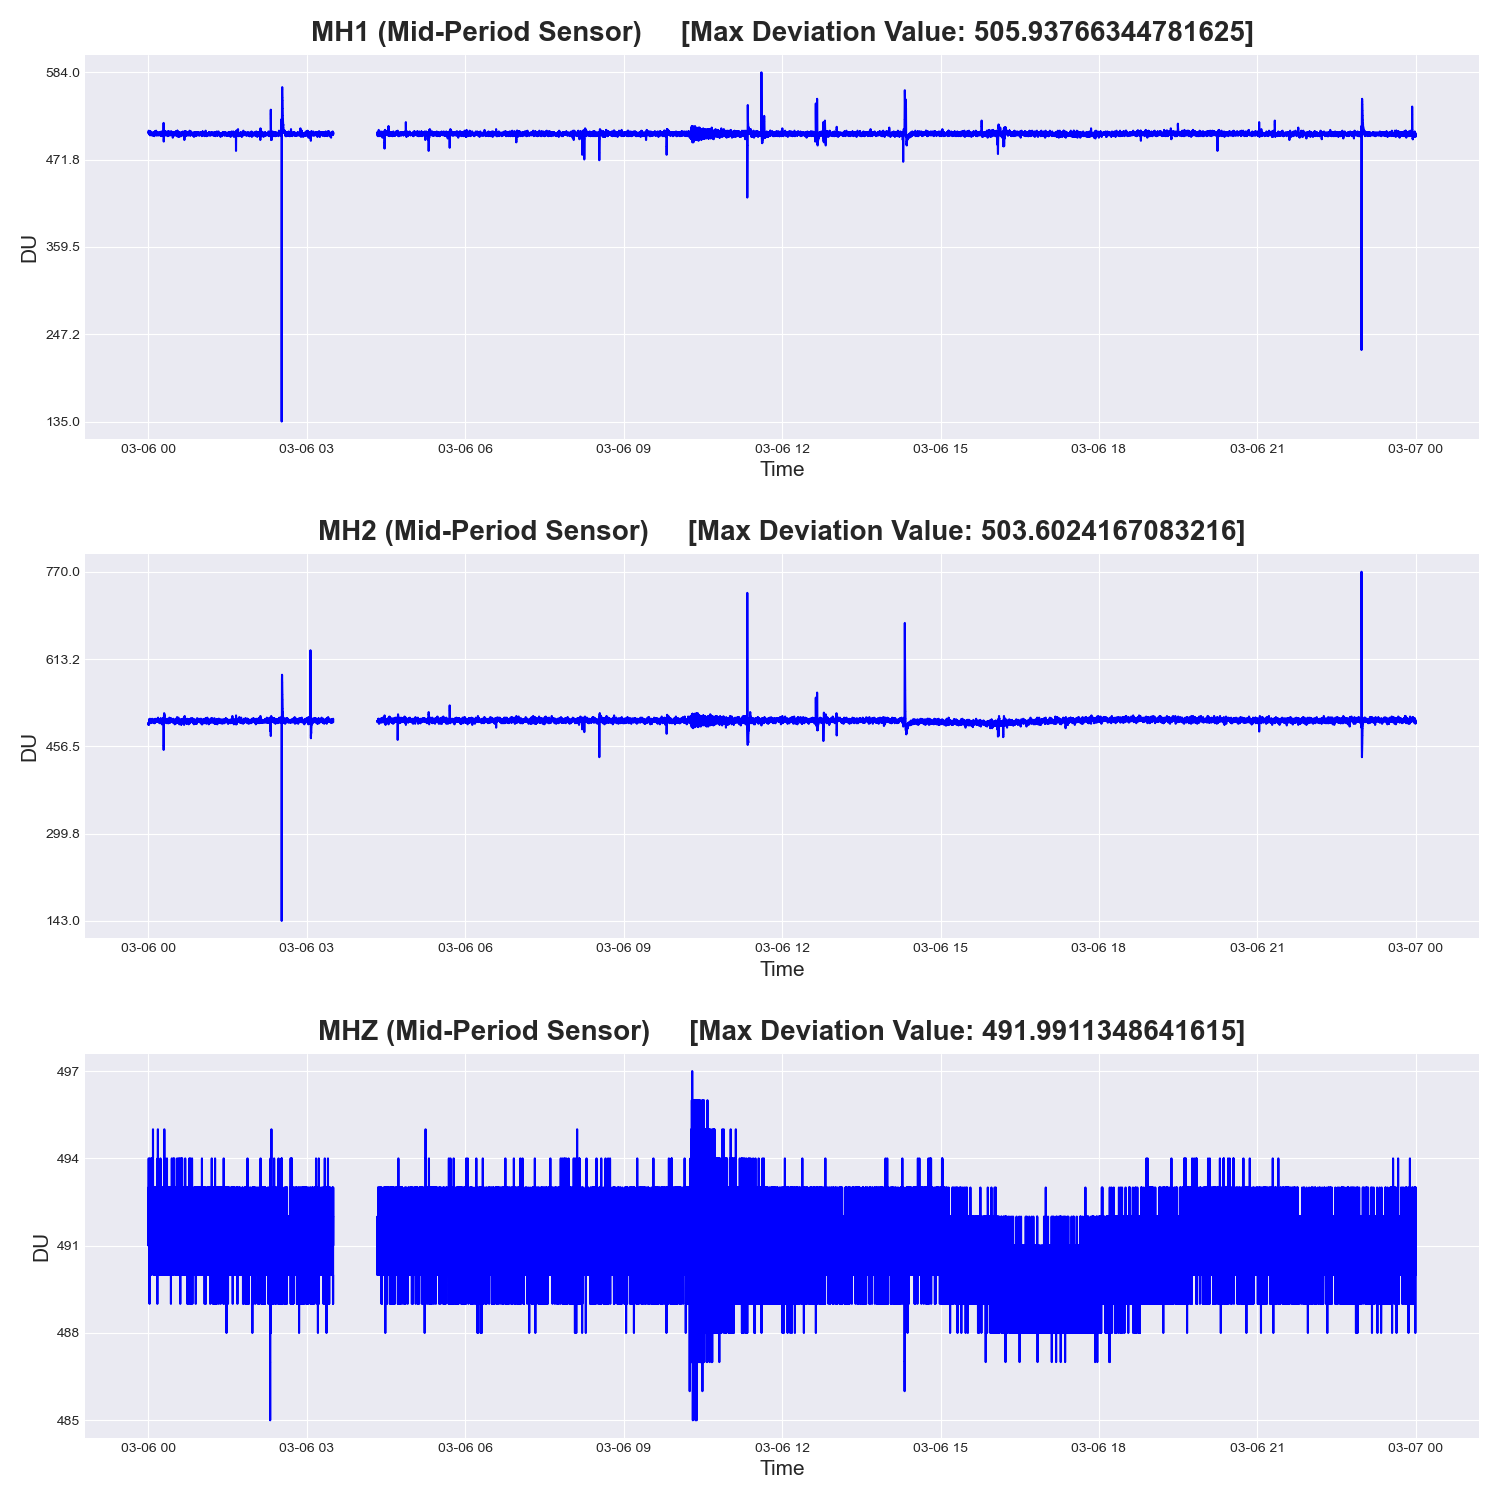 MH1 (Mid-Period Sensor) [Max Deviation Value: 505.93766344781625]
584.0
471.8
359.5
247.2
135.0
DU
03-06 00 03-06 03 03-06 06 03-06 09 03-06 12 03-06 15 03-06 18 03-06 21 03-07 00
Time
MH2 (Mid-Period Sensor) [Max Deviation Value: 503.6024167083216]
770.0
613.2
456.5
299.8
143.0
DU
03-06 00 03-06 03 03-06 06 03-06 09 03-06 12 03-06 15 03-06 18 03-06 21 03-07 00
Time
MHZ (Mid-Period Sensor) [Max Deviation Value: 491.9911348641615]
497
494
491
488
485
DU
03-06 00 03-06 03 03-06 06 03-06 09 03-06 12 03-06 15 03-06 18 03-06 21 03-07 00
Time